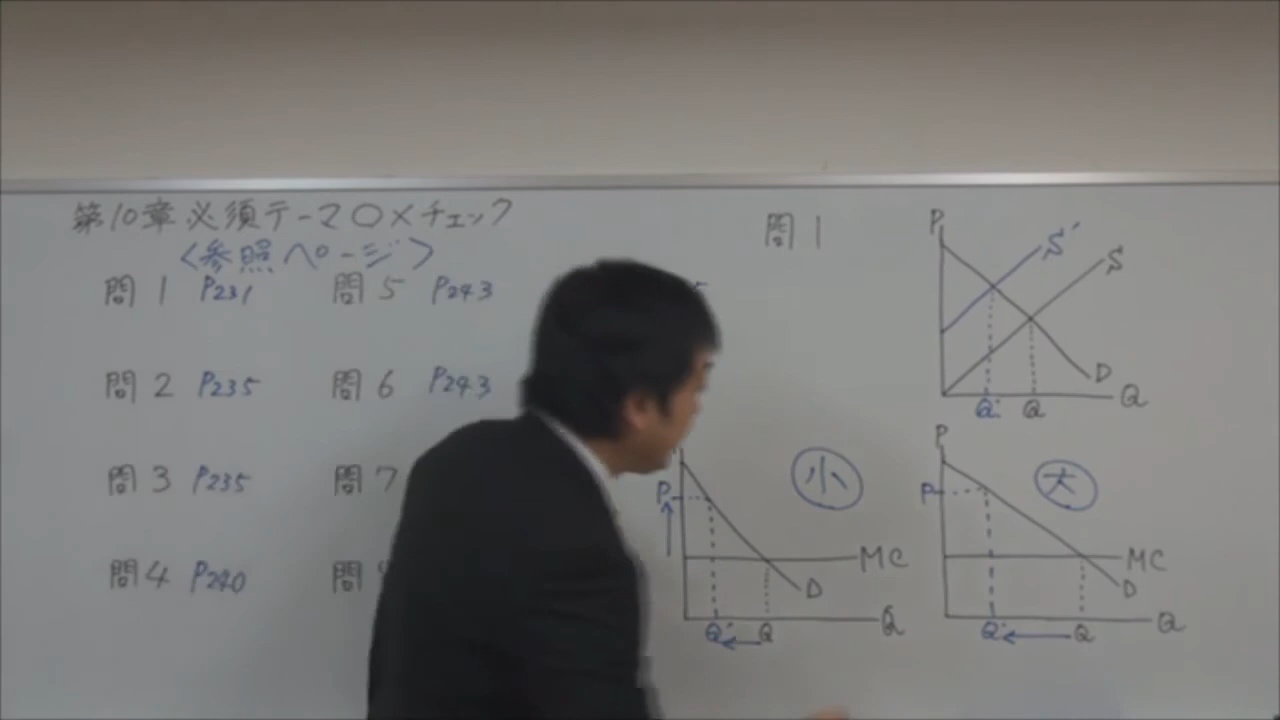 第10章必須テーマ○×チェック
<参照ページ>
問1 P231 問5 P243
問2 P235 問6 P243
問3 P235 問7
問4 P240 問
問1
P S' S D Q' Q Q
P 小 MC D Q' Q Q
P P 大 MC D Q' Q Q